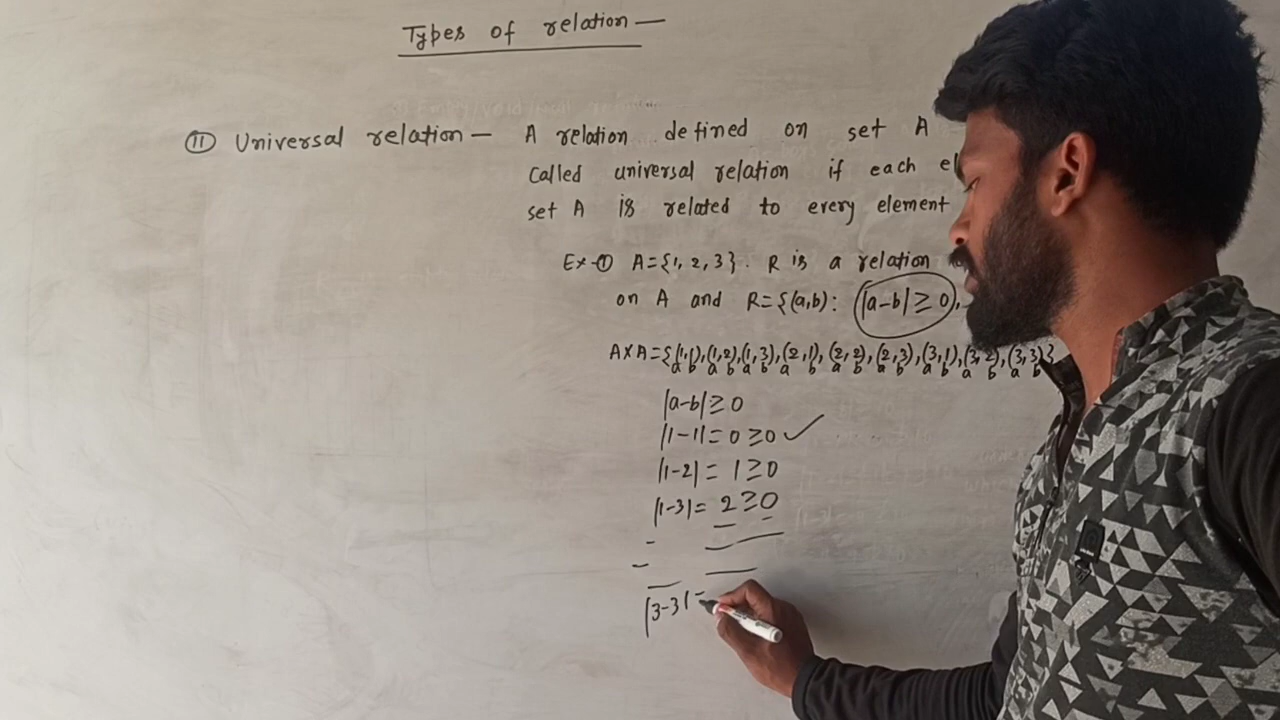 Types of relation —
⑪ Universal relation — A relation defined on set A
called universal relation if each el
set A is related to every element
Ex-① A={1, 2, 3}. R is a relation
on A and R={(a,b): |a-b| ≥ 0,
A×A={(1,1),(1,2),(1,3),(2,1),(2,2),(2,3),(3,1),(3,2),(3,3)}
a b a b a b a b a b a b a b a b a b
|a-b| ≥ 0
|1-1| = 0 ≥ 0 ✓
|1-2| = 1 ≥ 0
|1-3| = 2 ≥ 0
|3-3| =